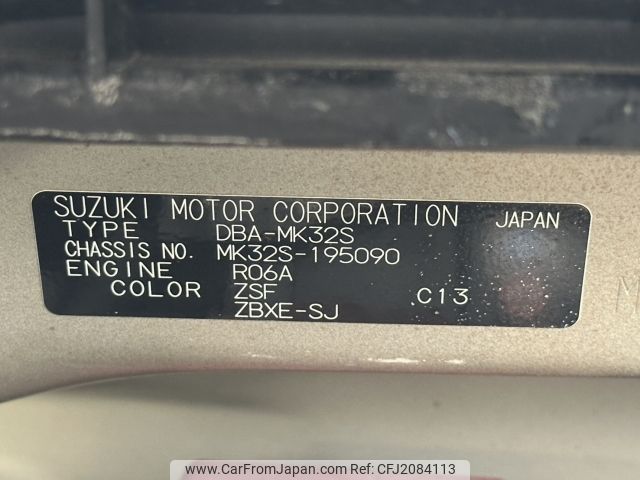 SUZUKI MOTOR CORPORATION JAPAN
TYPE DBA-MK32S
CHASSIS NO. MK32S-195090
ENGINE R06A
COLOR ZSF C13
ZBXE-SJ
www.CarFromJapan.com - Ref: CFJ2084113